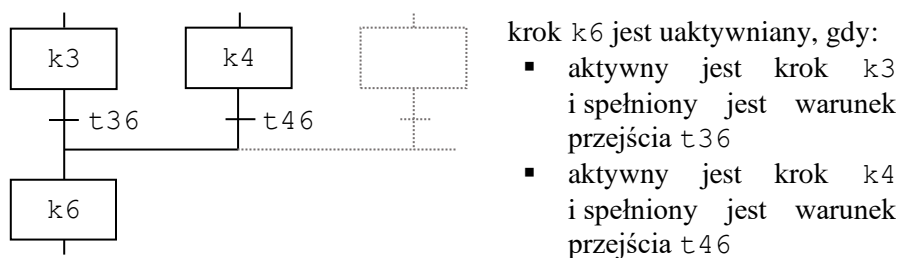 k3
k4
t36
t46
k6
krok k6 jest uaktywniany, gdy:
▪ aktywny jest krok k3
i spełniony jest warunek
przejścia t36
▪ aktywny jest krok k4
i spełniony jest warunek
przejścia t46